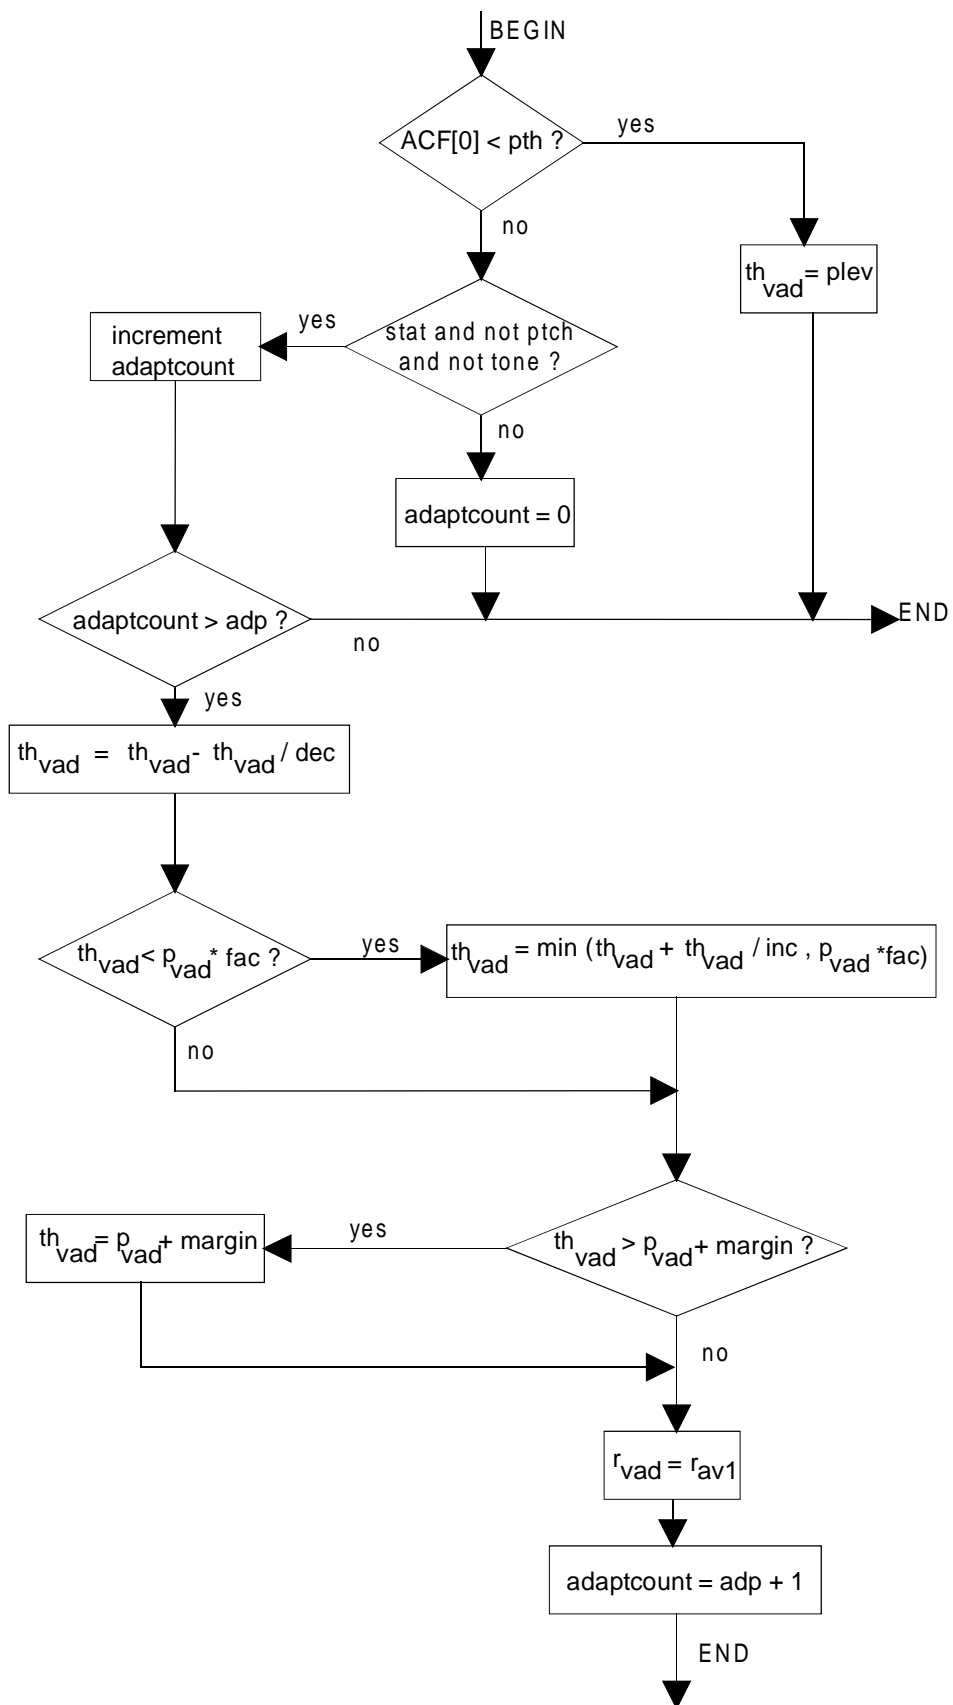 BEGIN
ACF[0] < pth ?
yes
no
th_vad = plev
stat and not ptch
and not tone ?
yes
increment
adaptcount
no
adaptcount = 0
adaptcount > adp ?
no
END
yes
th_vad = th_vad - th_vad / dec
th_vad < p_vad * fac ?
yes
th_vad = min (th_vad + th_vad / inc , p_vad *fac)
no
th_vad > p_vad + margin ?
yes
th_vad = p_vad + margin
no
r_vad = r_av1
adaptcount = adp + 1
END